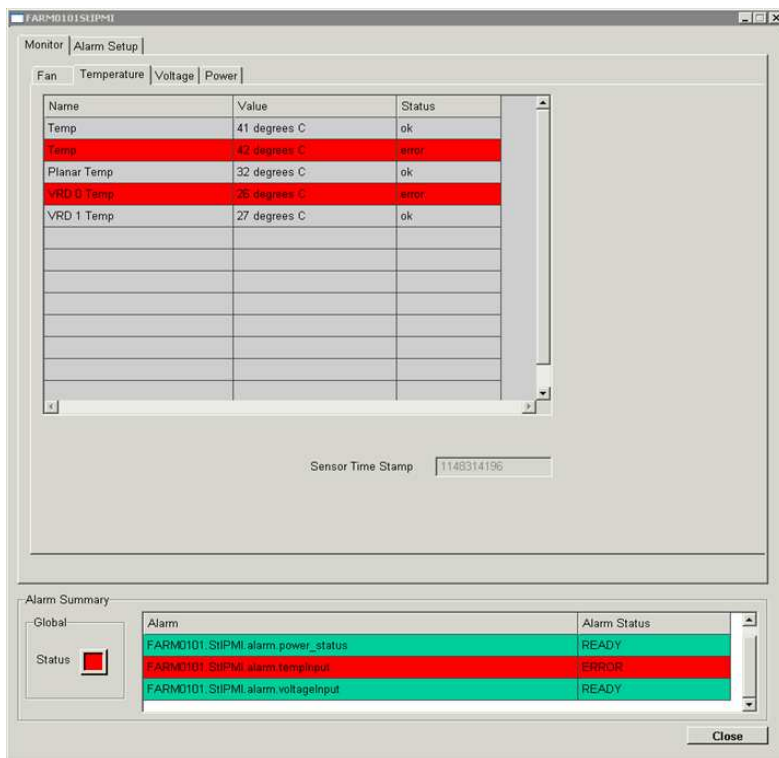 FARM0101StIPMI
Monitor Alarm Setup
Fan Temperature Voltage Power
Name Value Status
Temp 41 degrees C ok
Temp 42 degrees C error
Planar Temp 32 degrees C ok
VRD 0 Temp 26 degrees C error
VRD 1 Temp 27 degrees C ok
Sensor Time Stamp 1148314196
Alarm Summary
Global
Status
Alarm Alarm Status
FARM0101.StIPMI.alarm.power_status READY
FARM0101.StIPMI.alarm.tempInput ERROR
FARM0101.StIPMI.alarm.voltageInput READY
Close